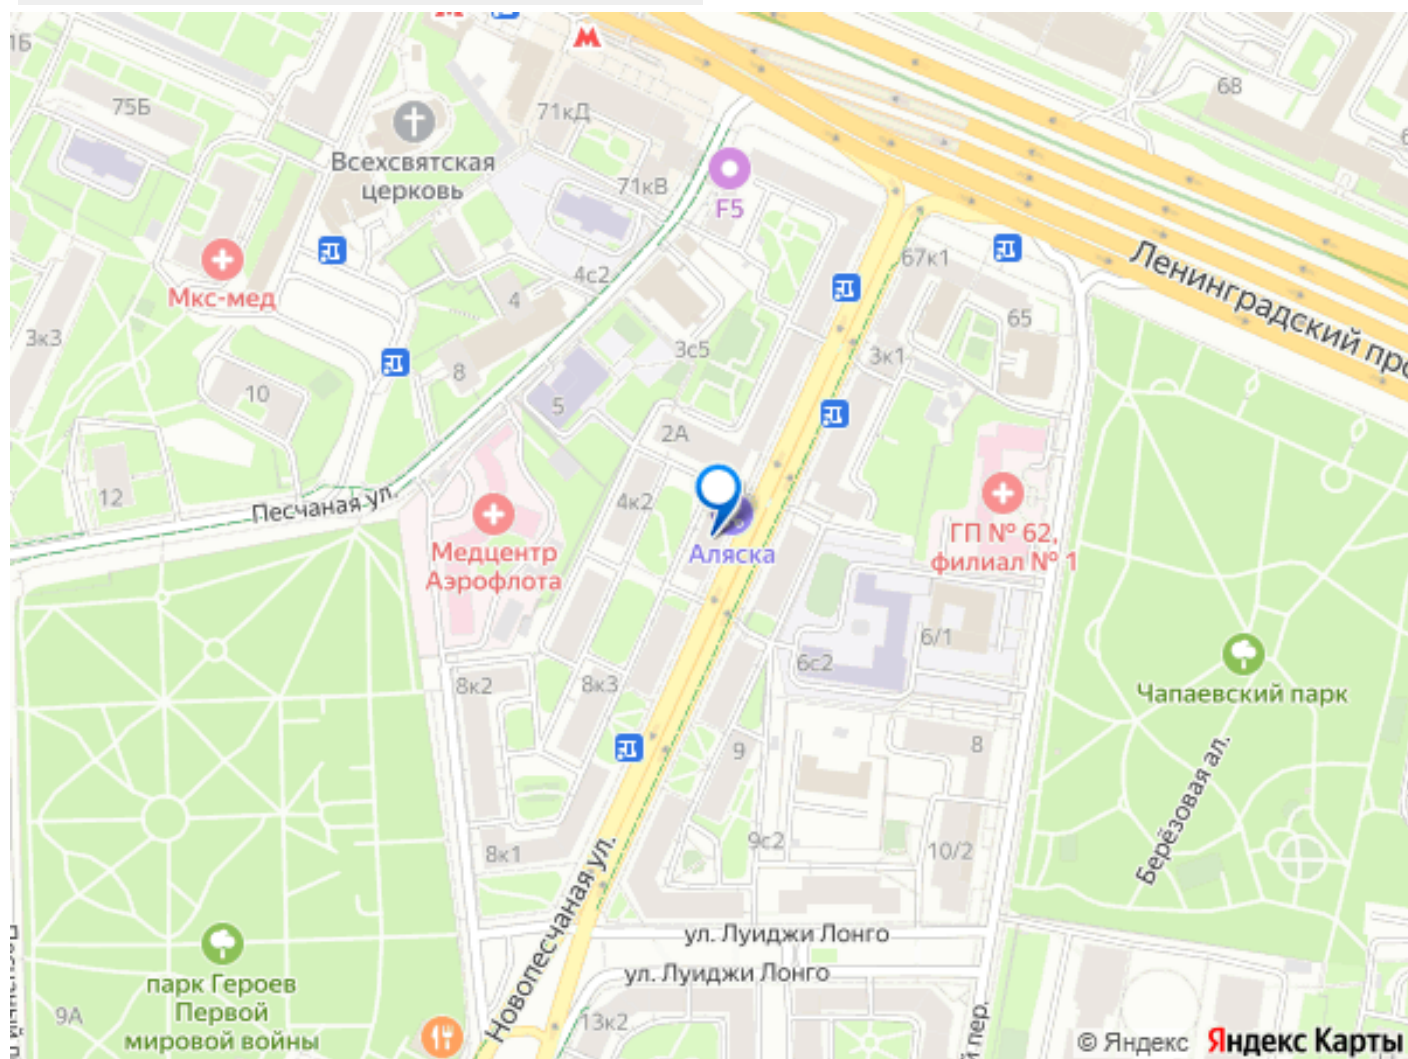 1Б
75Б
71кД
68
Всехсвятская
церковь
71кВ
F5
Мкс-мед
4с2
4
67к1
Ленинградский
65
3к3
3с5
3к1
8
10
5
2А
12
4к2
Песчаная ул.
Медцентр
Аэрофлота
Аляска
ГП № 62,
филиал № 1
6/1
6с2
8к2
8к3
Чапаевский парк
9
8
Берёзовая ал.
8к1
9с2
10/2
Новопесчаная ул.
ул. Луиджи Лонго
ул. Луиджи Лонго
парк Героев
Первой
мировой войны
9А
13к2
пер.
© Яндекс Яндекс Карты